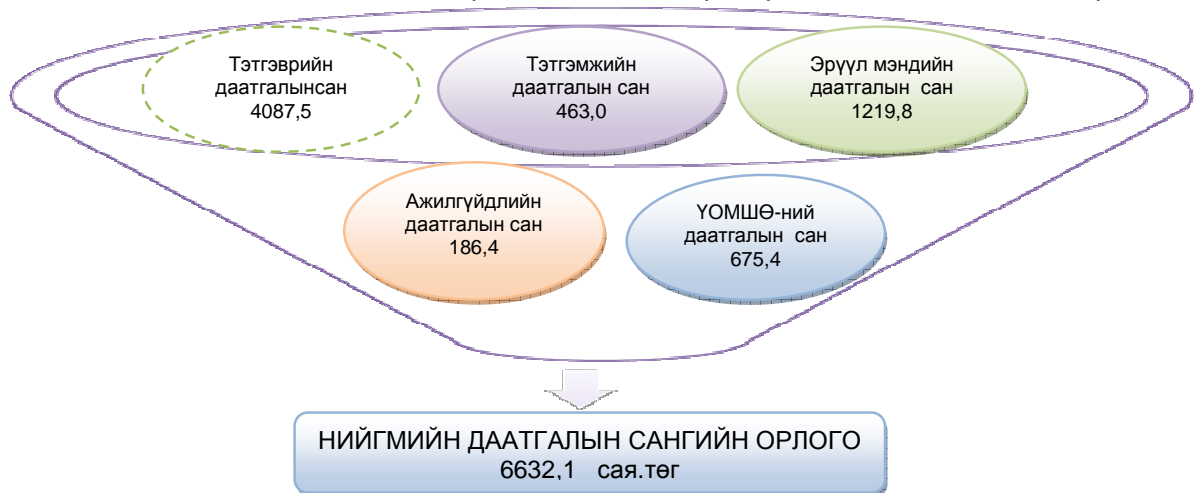 Тэтгэврийн
даатгалынсан
4087,5
Тэтгэмжийн
даатгалын сан
463,0
Эрүүл мэндийн
даатгалын сан
1219,8
Ажилгүйдлийн
даатгалын сан
186,4
ҮОМШӨ-ний
даатгалын сан
675,4
НИЙГМИЙН ДААТГАЛЫН САНГИЙН ОРЛОГО
6632,1 сая.төг